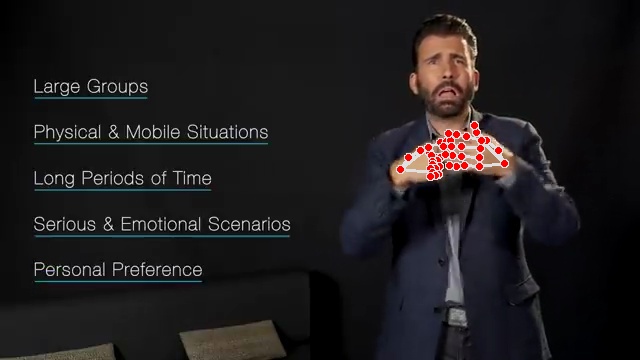 Large Groups
Physical & Mobile Situations
Long Periods of Time
Serious & Emotional Scenarios
Personal Preference